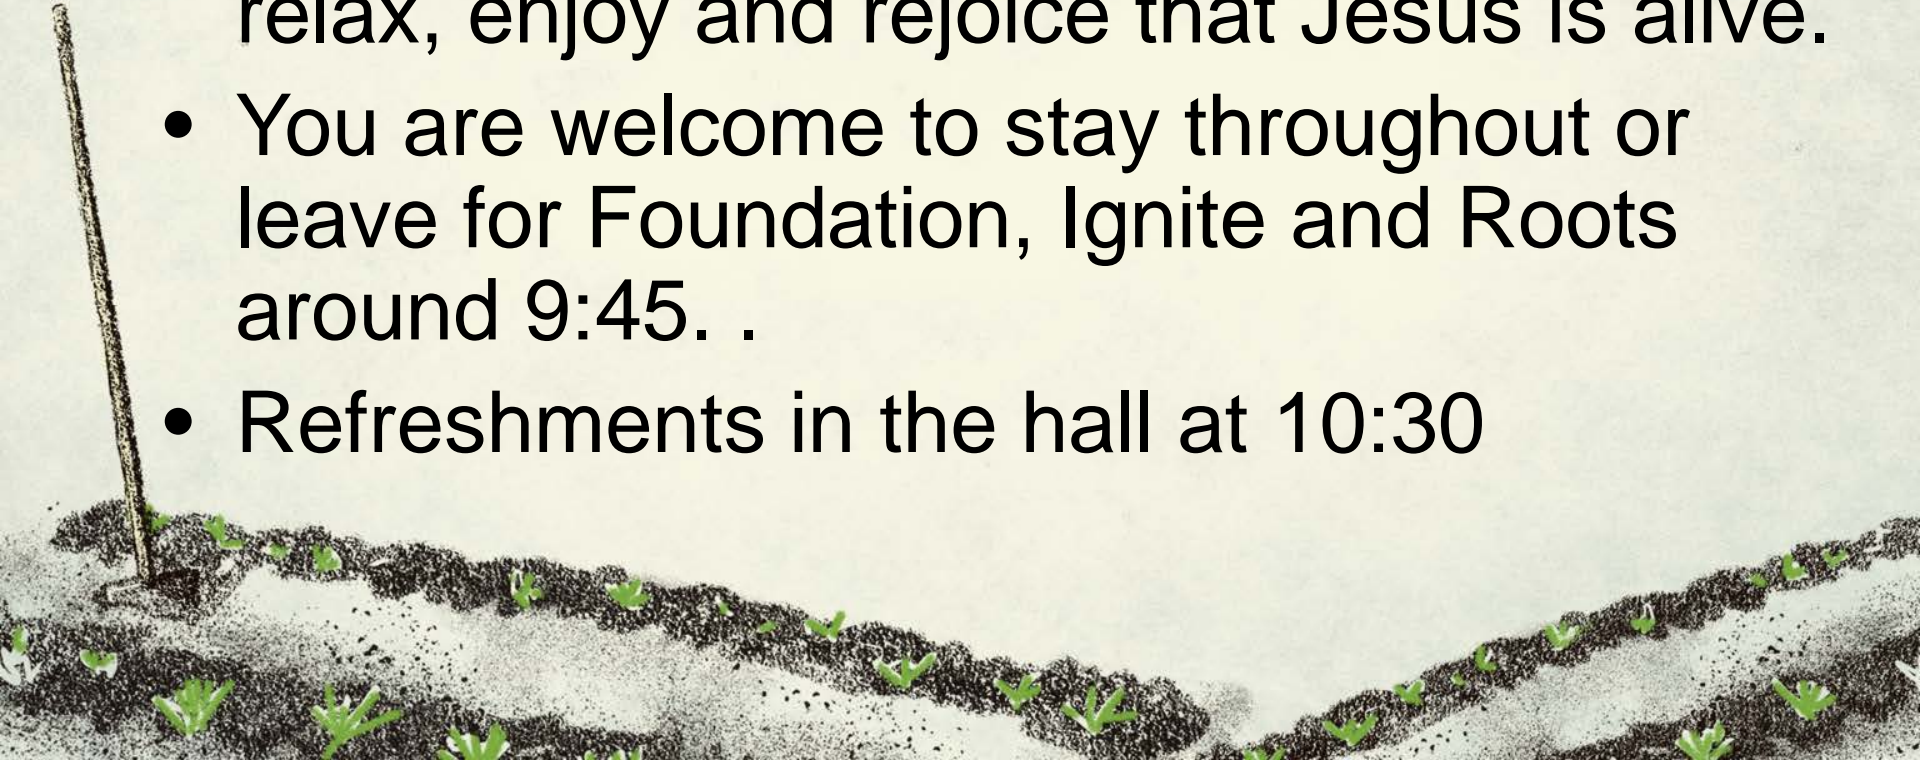 relax, enjoy and rejoice that Jesus is alive.
• You are welcome to stay throughout or
leave for Foundation, Ignite and Roots
around 9:45. .
• Refreshments in the hall at 10:30